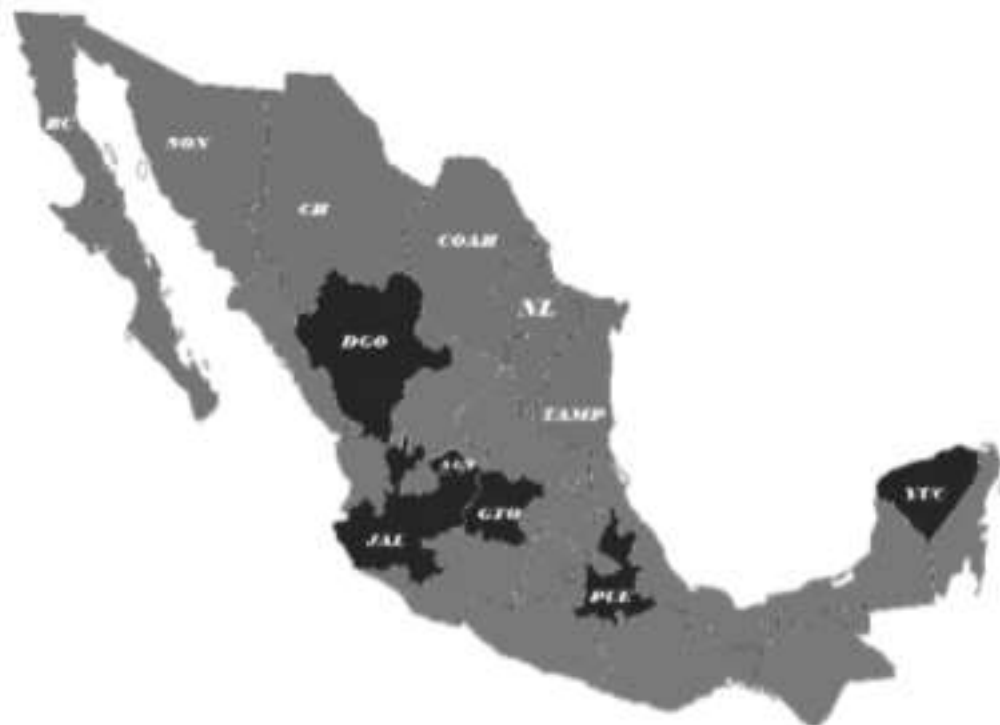 BC
SON
CH
COAH
NL
DGO
TAMP
AGS
YUC
GTO
JAL
PUE